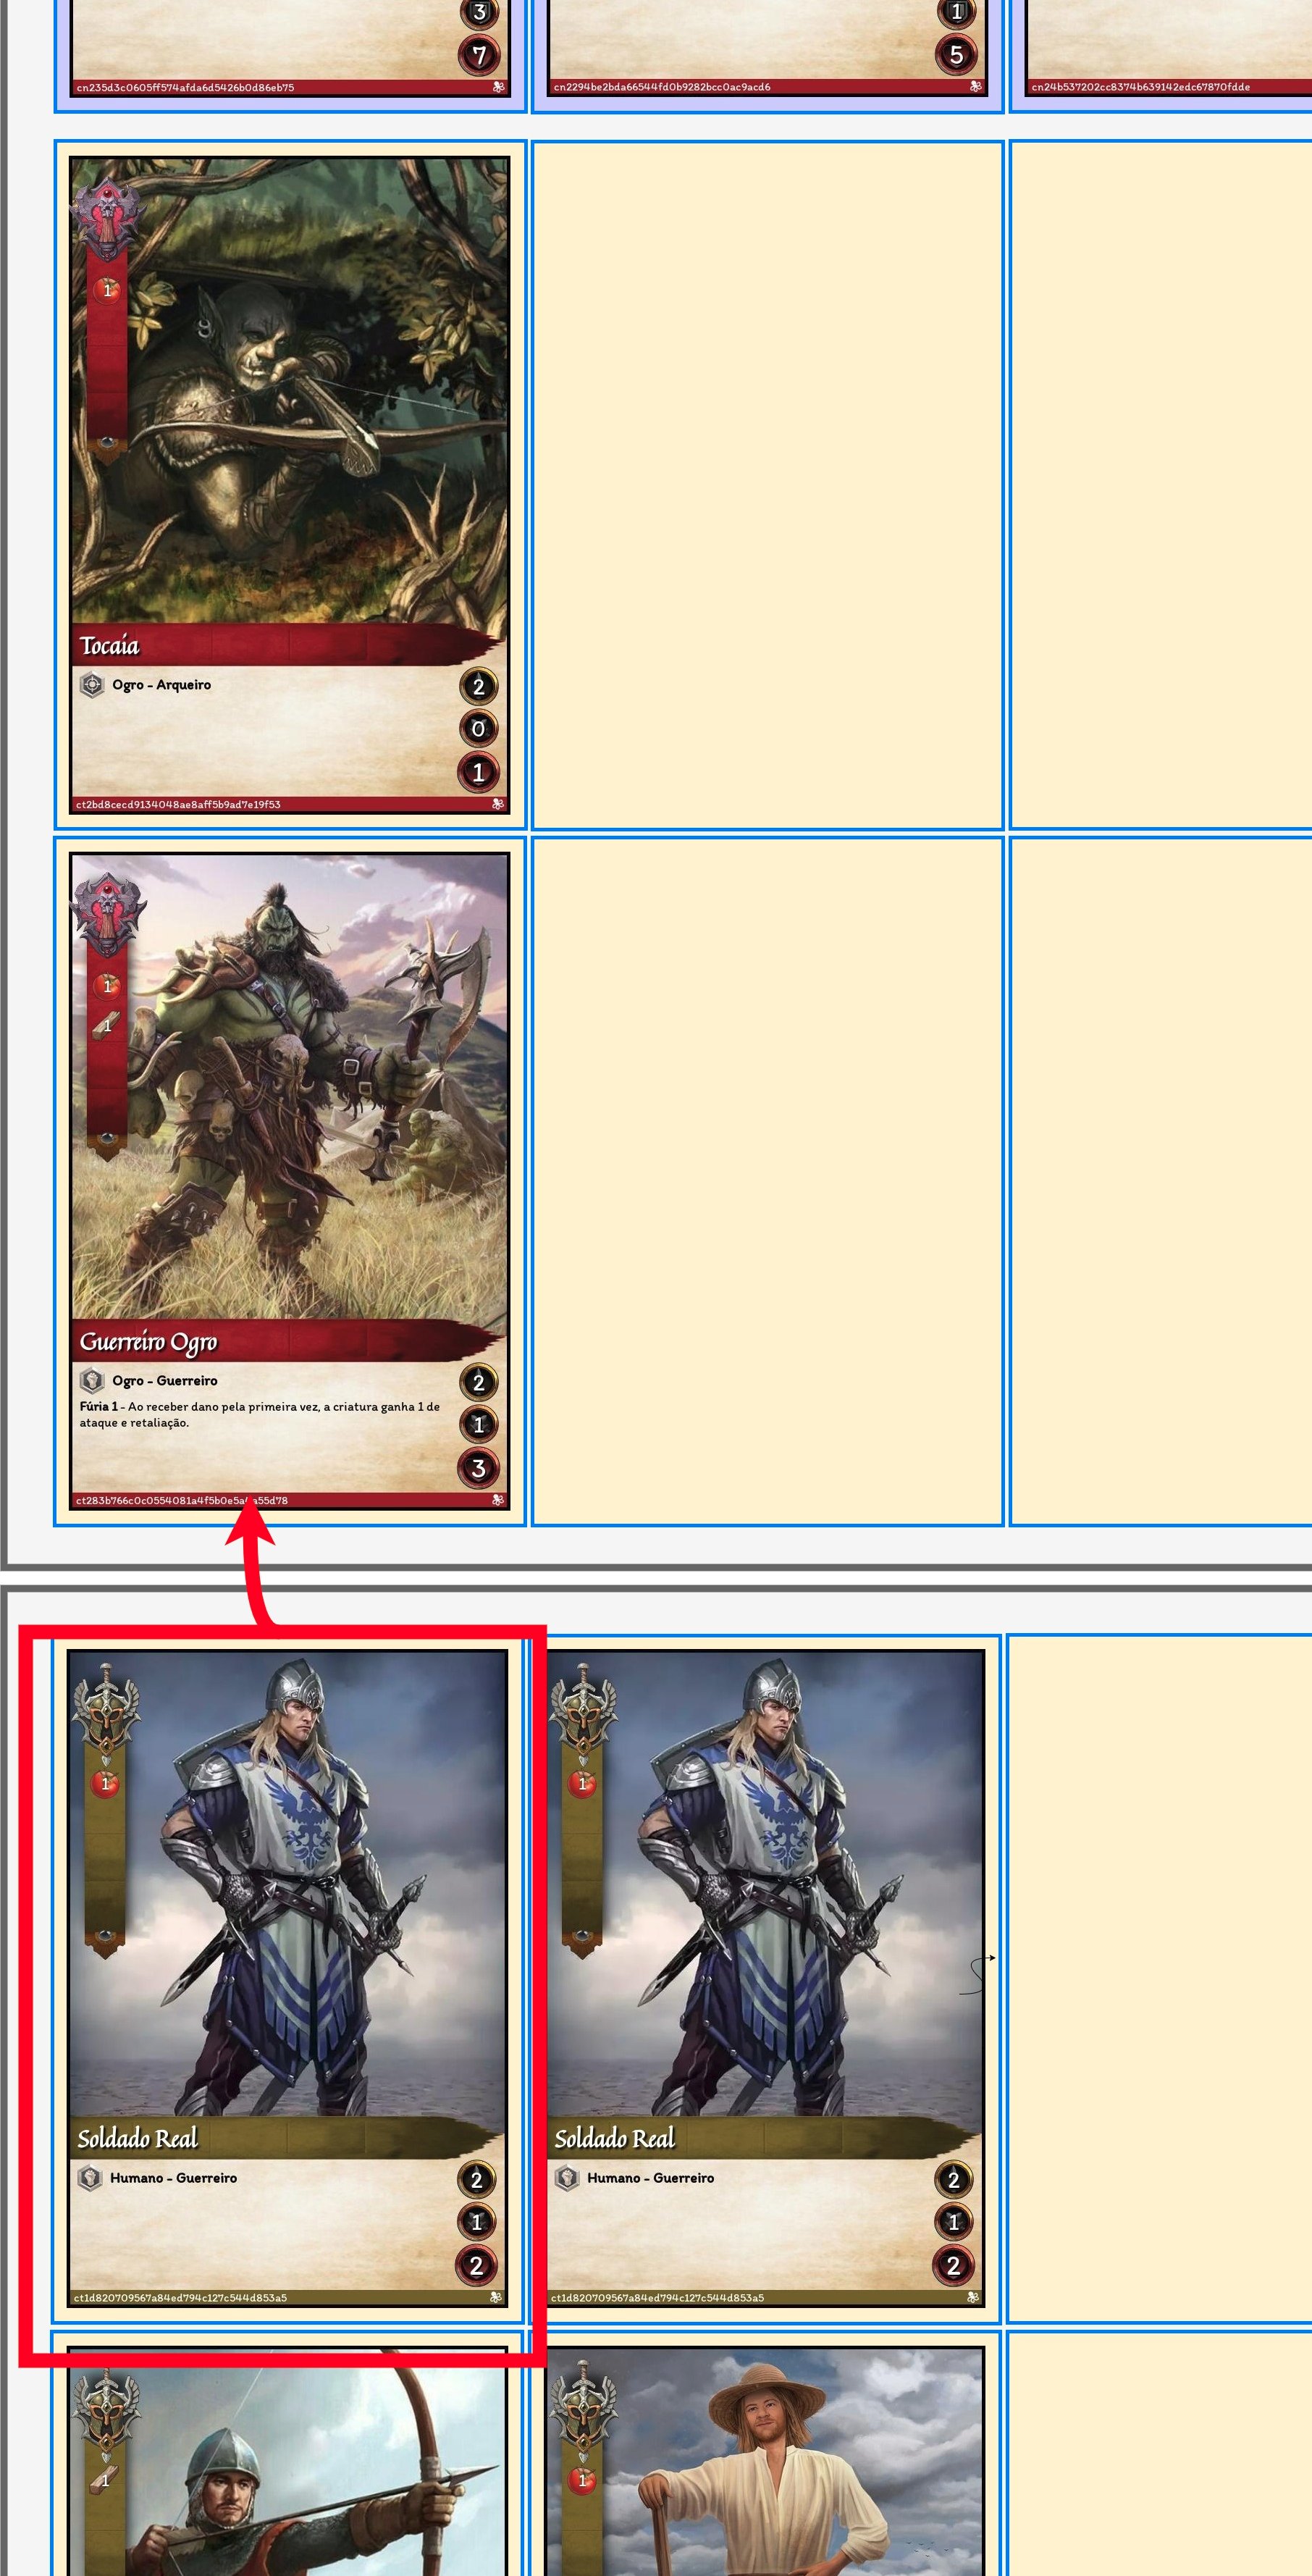 3
1
7
5
cn235d3c0605ff574afda6d5426b0d86eb75
cn2294be2bda66544fd0b9282bcc0ac9acd6
cn24b537202cc8374b639142edc67870fdde
1
Tocaia
Ogro - Arqueiro
2
0
1
ct2bd8cecd9134048ae8aff5b9ad7e19f53
1
1
Guerreiro Ogro
Ogro - Guerreiro
2
Fúria 1 - Ao receber dano pela primeira vez, a criatura ganha 1 de
ataque e retaliação.
1
3
1
1
Soldado Real
Soldado Real
Humano - Guerreiro
2
Humano - Guerreiro
2
1
1
2
2
ct1d820709567a84ed794c127c544d853a5
ct1d820709567a84ed794c127c544d853a5
1
1